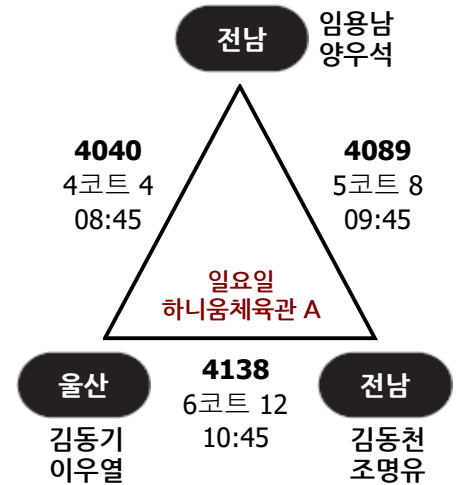 전남
임용남
양우석
4040
4코트 4
08:45
4089
5코트 8
09:45
일요일
하니움체육관 A
울산
김동기
이우열
4138
6코트 12
10:45
전남
김동천
조명유